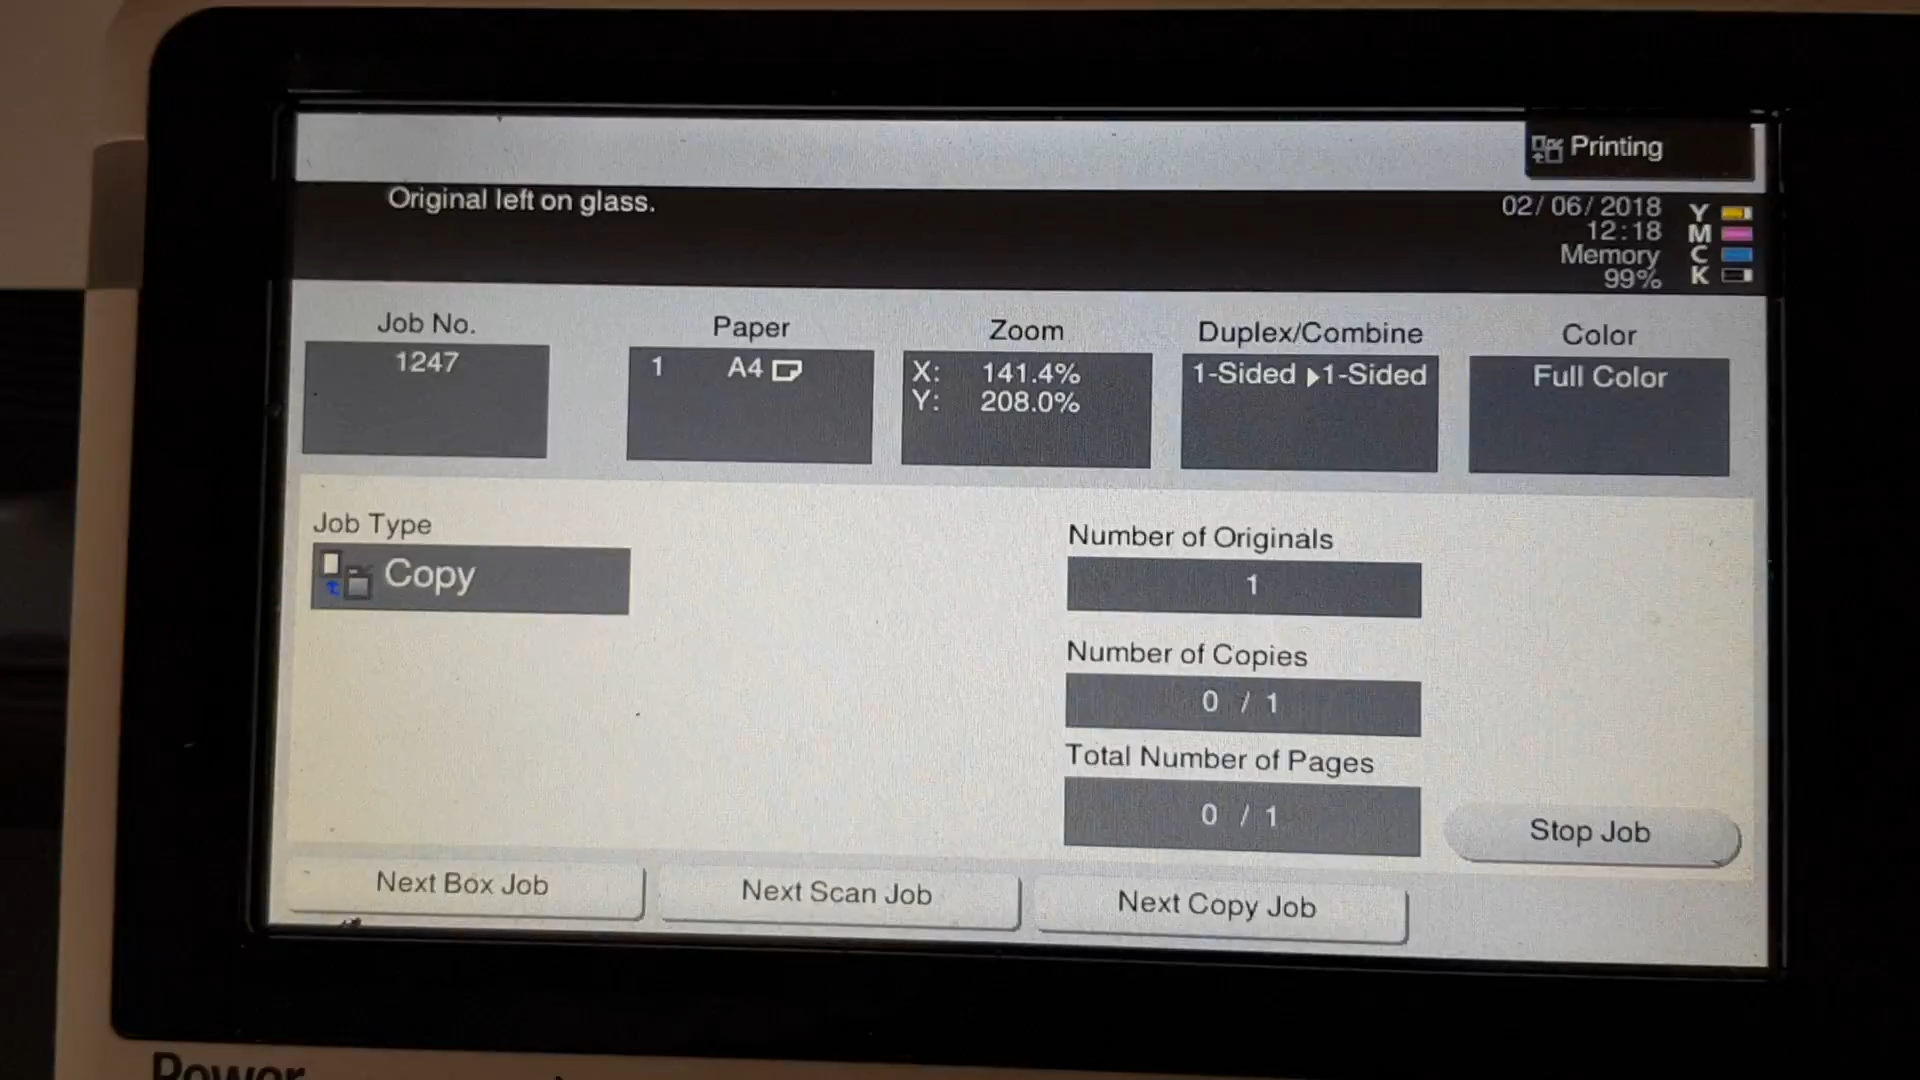 Printing
Original left on glass.
02/06/2018
12:18
Memory
99%
Y
M
C
K
Job No.
1247
Paper
1 A4
Zoom
X: 141.4%
Y: 208.0%
Duplex/Combine
1-Sided ▶1-Sided
Color
Full Color
Job Type
Copy
Number of Originals
1
Number of Copies
0 / 1
Total Number of Pages
0 / 1
Stop Job
Next Box Job
Next Scan Job
Next Copy Job
Power